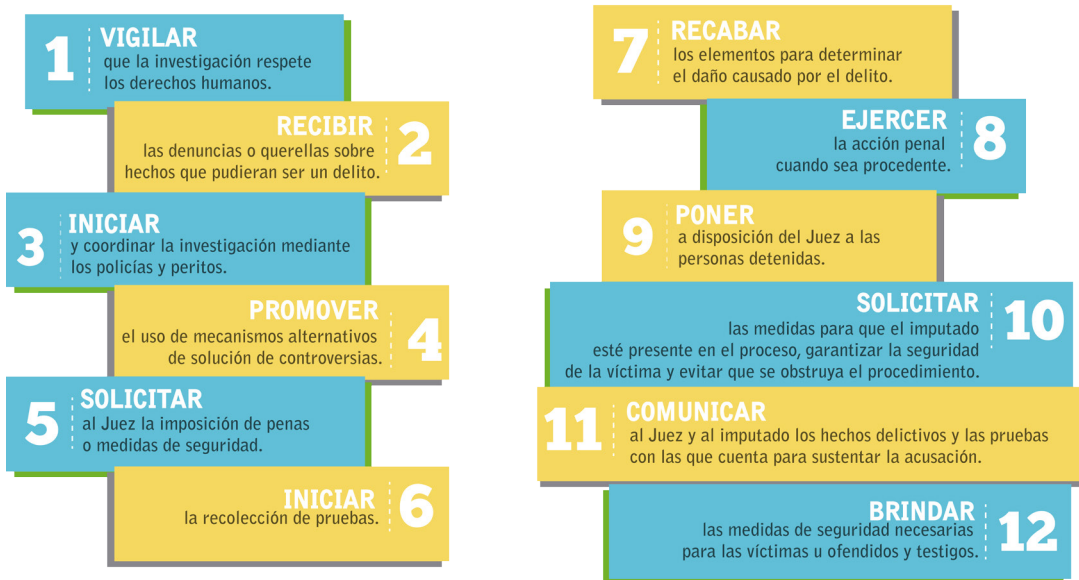 1
VIGILAR
que la investigación respete
los derechos humanos.
RECIBIR
2
las denuncias o querellas sobre
hechos que pudieran ser un delito.
3
INICIAR
y coordinar la investigación mediante
los policías y peritos.
PROMOVER
4
el uso de mecanismos alternativos
de solución de controversias.
5
SOLICITAR
al Juez la imposición de penas
o medidas de seguridad.
INICIAR
6
la recolección de pruebas.
7
RECABAR
los elementos para determinar
el daño causado por el delito.
EJERCER
8
la acción penal
cuando sea procedente.
9
PONER
a disposición del Juez a las
personas detenidas.
SOLICITAR
10
las medidas para que el imputado
esté presente en el proceso, garantizar la seguridad
de la víctima y evitar que se obstruya el procedimiento.
11
COMUNICAR
al Juez y al imputado los hechos delictivos y las pruebas
con las que cuenta para sustentar la acusación.
BRINDAR
12
las medidas de seguridad necesarias
para las víctimas u ofendidos y testigos.